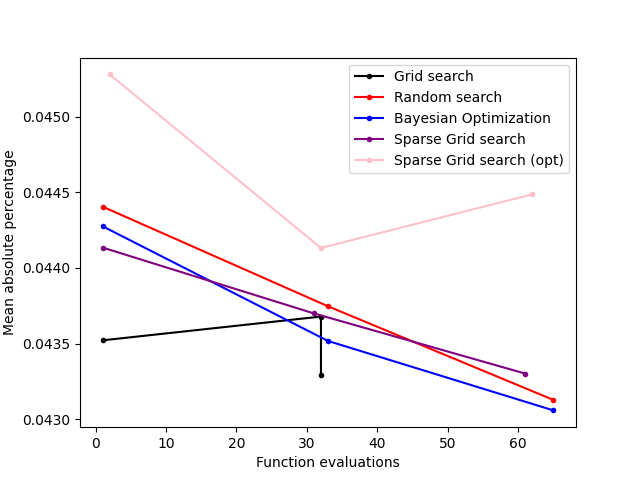 Grid search
Random search
Bayesian Optimization
Sparse Grid search
Sparse Grid search (opt)
0.0450
0.0445
0.0440
0.0435
0.0430
Mean absolute percentage
0 10 20 30 40 50 60
Function evaluations